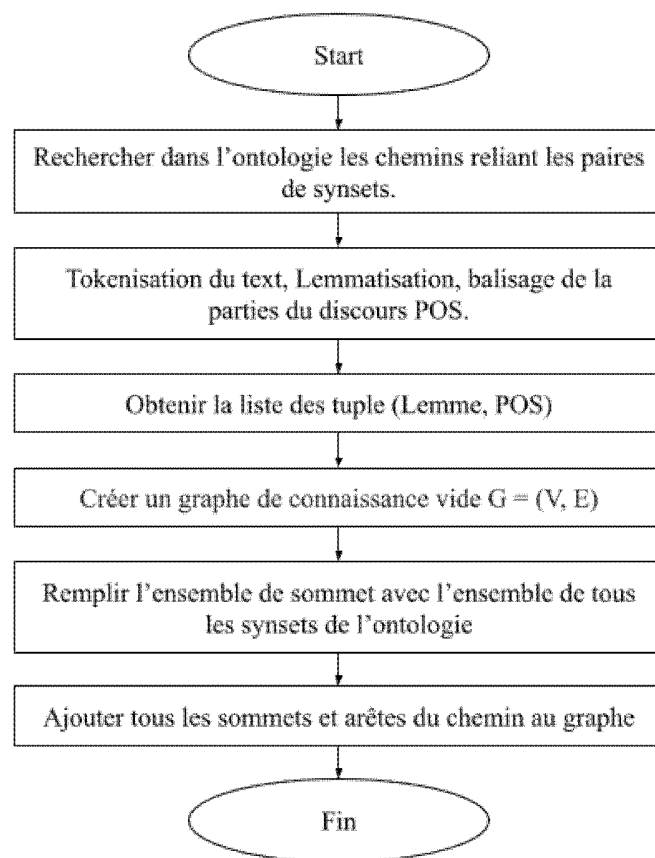 Start
Rechercher dans l'ontologie les chemins reliant les paires
de synsets.
Tokenisation du text, Lemmatisation, balisage de la
parties du discours POS.
Obtenir la liste des tuple (Lemme, POS)
Créer un graphe de connaissance vide G = (V, E)
Remplir l'ensemble de sommet avec l'ensemble de tous
les synsets de l'ontologie
Ajouter tous les sommets et arêtes du chemin au graphe
Fin